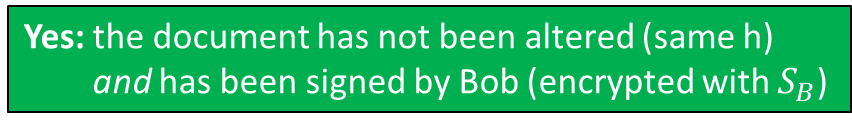 Yes: the document has not been altered (same h)
and has been signed by Bob (encrypted with S_B)